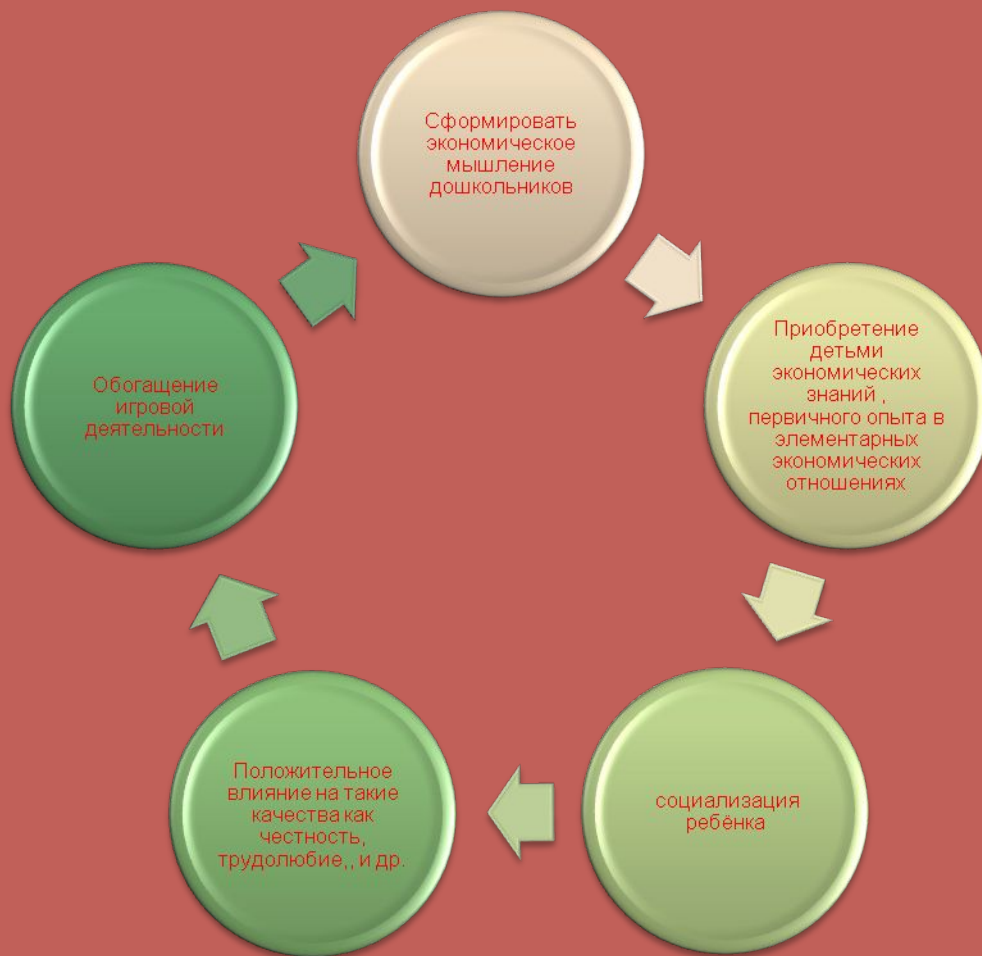 Сформировать
экономическое
мышление
дошкольников
Приобретение
детьми
экономических
знаний ,
первичного опыта в
элементарных
экономических
отношениях
социализация
ребёнка
Положительное
влияние на такие
качества как
честность,
трудолюбие,, и др.
Обогащение
игровой
деятельности